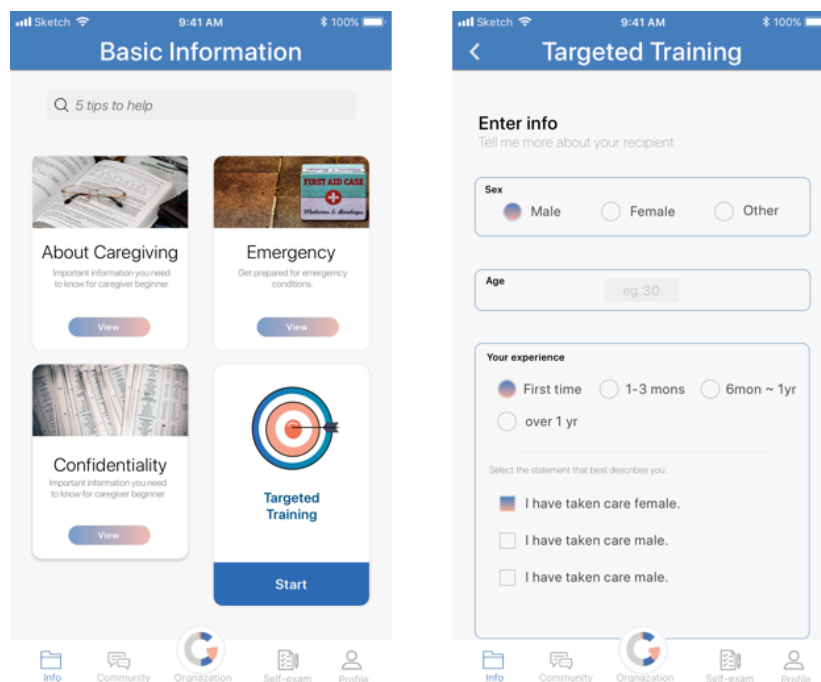 Sketch 9:41 AM 100%
Basic Information
5 tips to help
About Caregiving
Important information you need
to know for caregiver beginner
View
FIRST AID CASE
Medicines & Bandages
Emergency
Get prepared for emergency
conditions.
View
Confidentiality
Important information you need
to know for caregiver beginner
View
Targeted
Training
Start
Info Community Orgnazation Self-exam Profile
Sketch 9:41 AM 100%
Targeted Training
Enter info
Tell me more about your recipient
Sex
Male Female Other
Age
eg.30
Your experience
First time 1-3 mons 6mon ~ 1yr
over 1 yr
Select the statement that best describes you:
I have taken care female.
I have taken care male.
I have taken care male.
Info Community Orgnazation Self-exam Profile